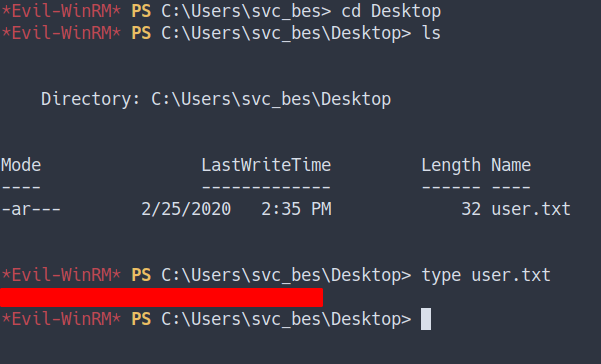 *Evil-WinRM* PS C:\Users\svc_bes> cd Desktop
*Evil-WinRM* PS C:\Users\svc_bes\Desktop> ls
Directory: C:\Users\svc_bes\Desktop
Mode LastWriteTime Length Name
---- ------------- ------ ----
-ar--- 2/25/2020 2:35 PM 32 user.txt
*Evil-WinRM* PS C:\Users\svc_bes\Desktop> type user.txt
*Evil-WinRM* PS C:\Users\svc_bes\Desktop>